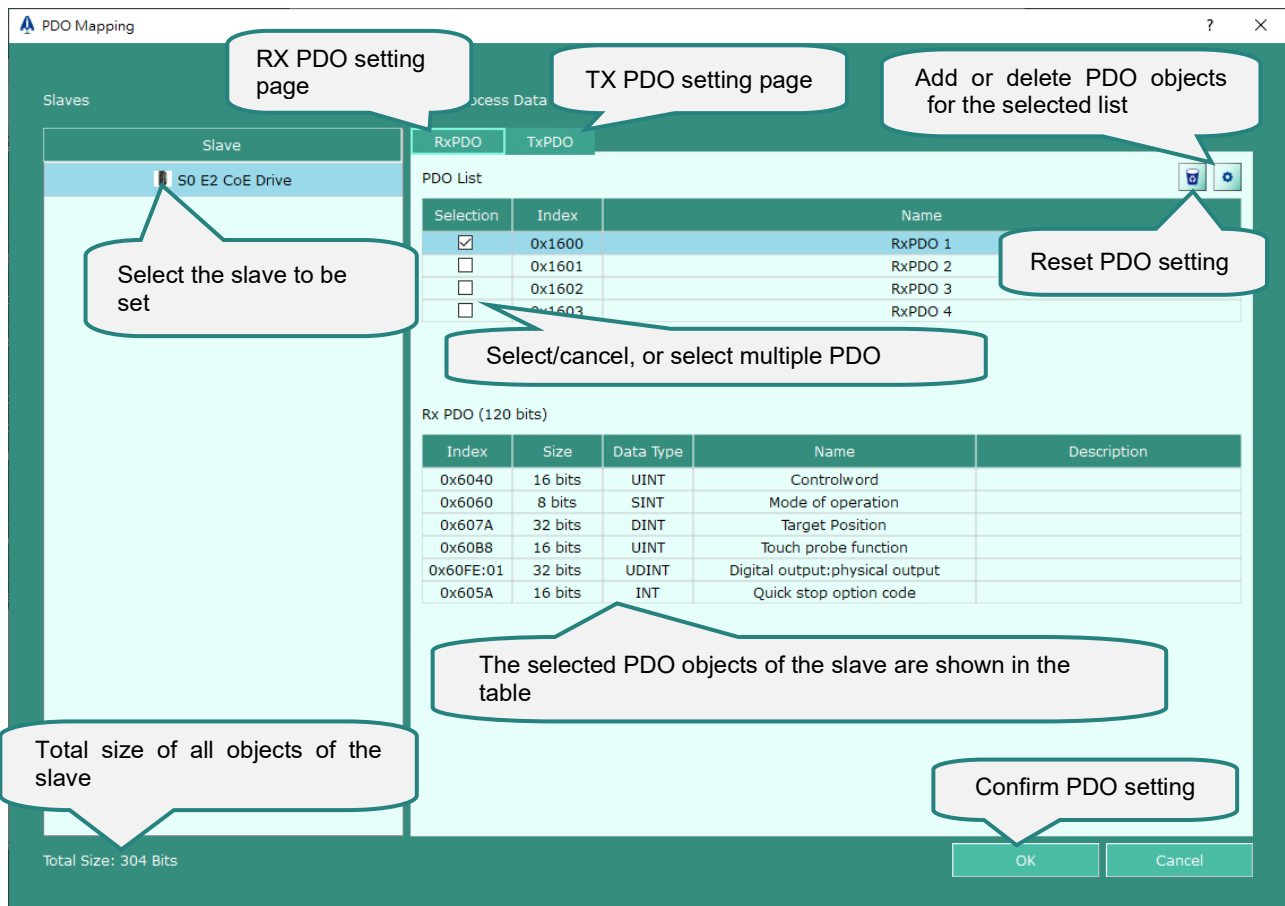 PDO Mapping
?
RX PDO setting
page
TX PDO setting page
Add or delete PDO objects
for the selected list
Slaves
Process Data
Slave
RxPDO
TxPDO
S0 E2 CoE Drive
PDO List
Selection Index Name
0x1600 RxPDO 1
0x1601 RxPDO 2
0x1602 RxPDO 3
0x1603 RxPDO 4
Select the slave to be
set
Reset PDO setting
Select/cancel, or select multiple PDO
Rx PDO (120 bits)
Index Size Data Type Name Description
0x6040 16 bits UINT Controlword
0x6060 8 bits SINT Mode of operation
0x607A 32 bits DINT Target Position
0x60B8 16 bits UINT Touch probe function
0x60FE:01 32 bits UDINT Digital output:physical output
0x605A 16 bits INT Quick stop option code
The selected PDO objects of the slave are shown in the
table
Total size of all objects of the
slave
Confirm PDO setting
Total Size: 304 Bits
OK
Cancel